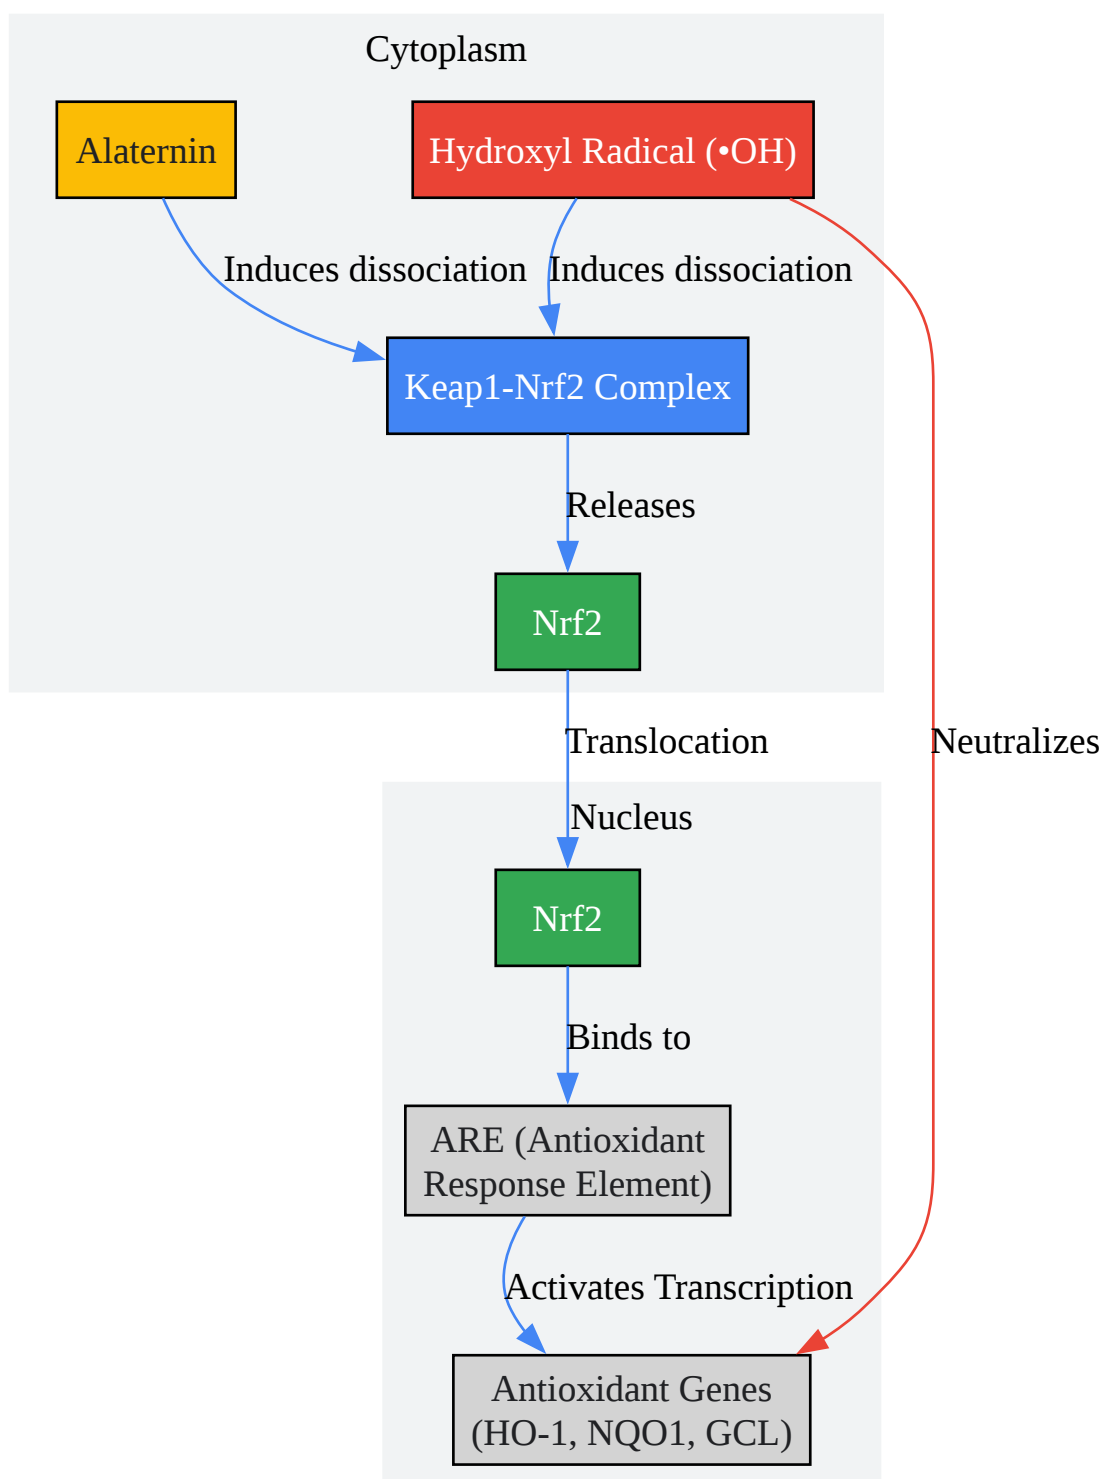 Cytoplasm
Alaternin
Hydroxyl Radical (•OH)
Induces dissociation
Induces dissociation
Keap1-Nrf2 Complex
Releases
Nrf2
Translocation
Neutralizes
Nucleus
Nrf2
Binds to
ARE (Antioxidant
Response Element)
Activates Transcription
Antioxidant Genes
(HO-1, NQO1, GCL)